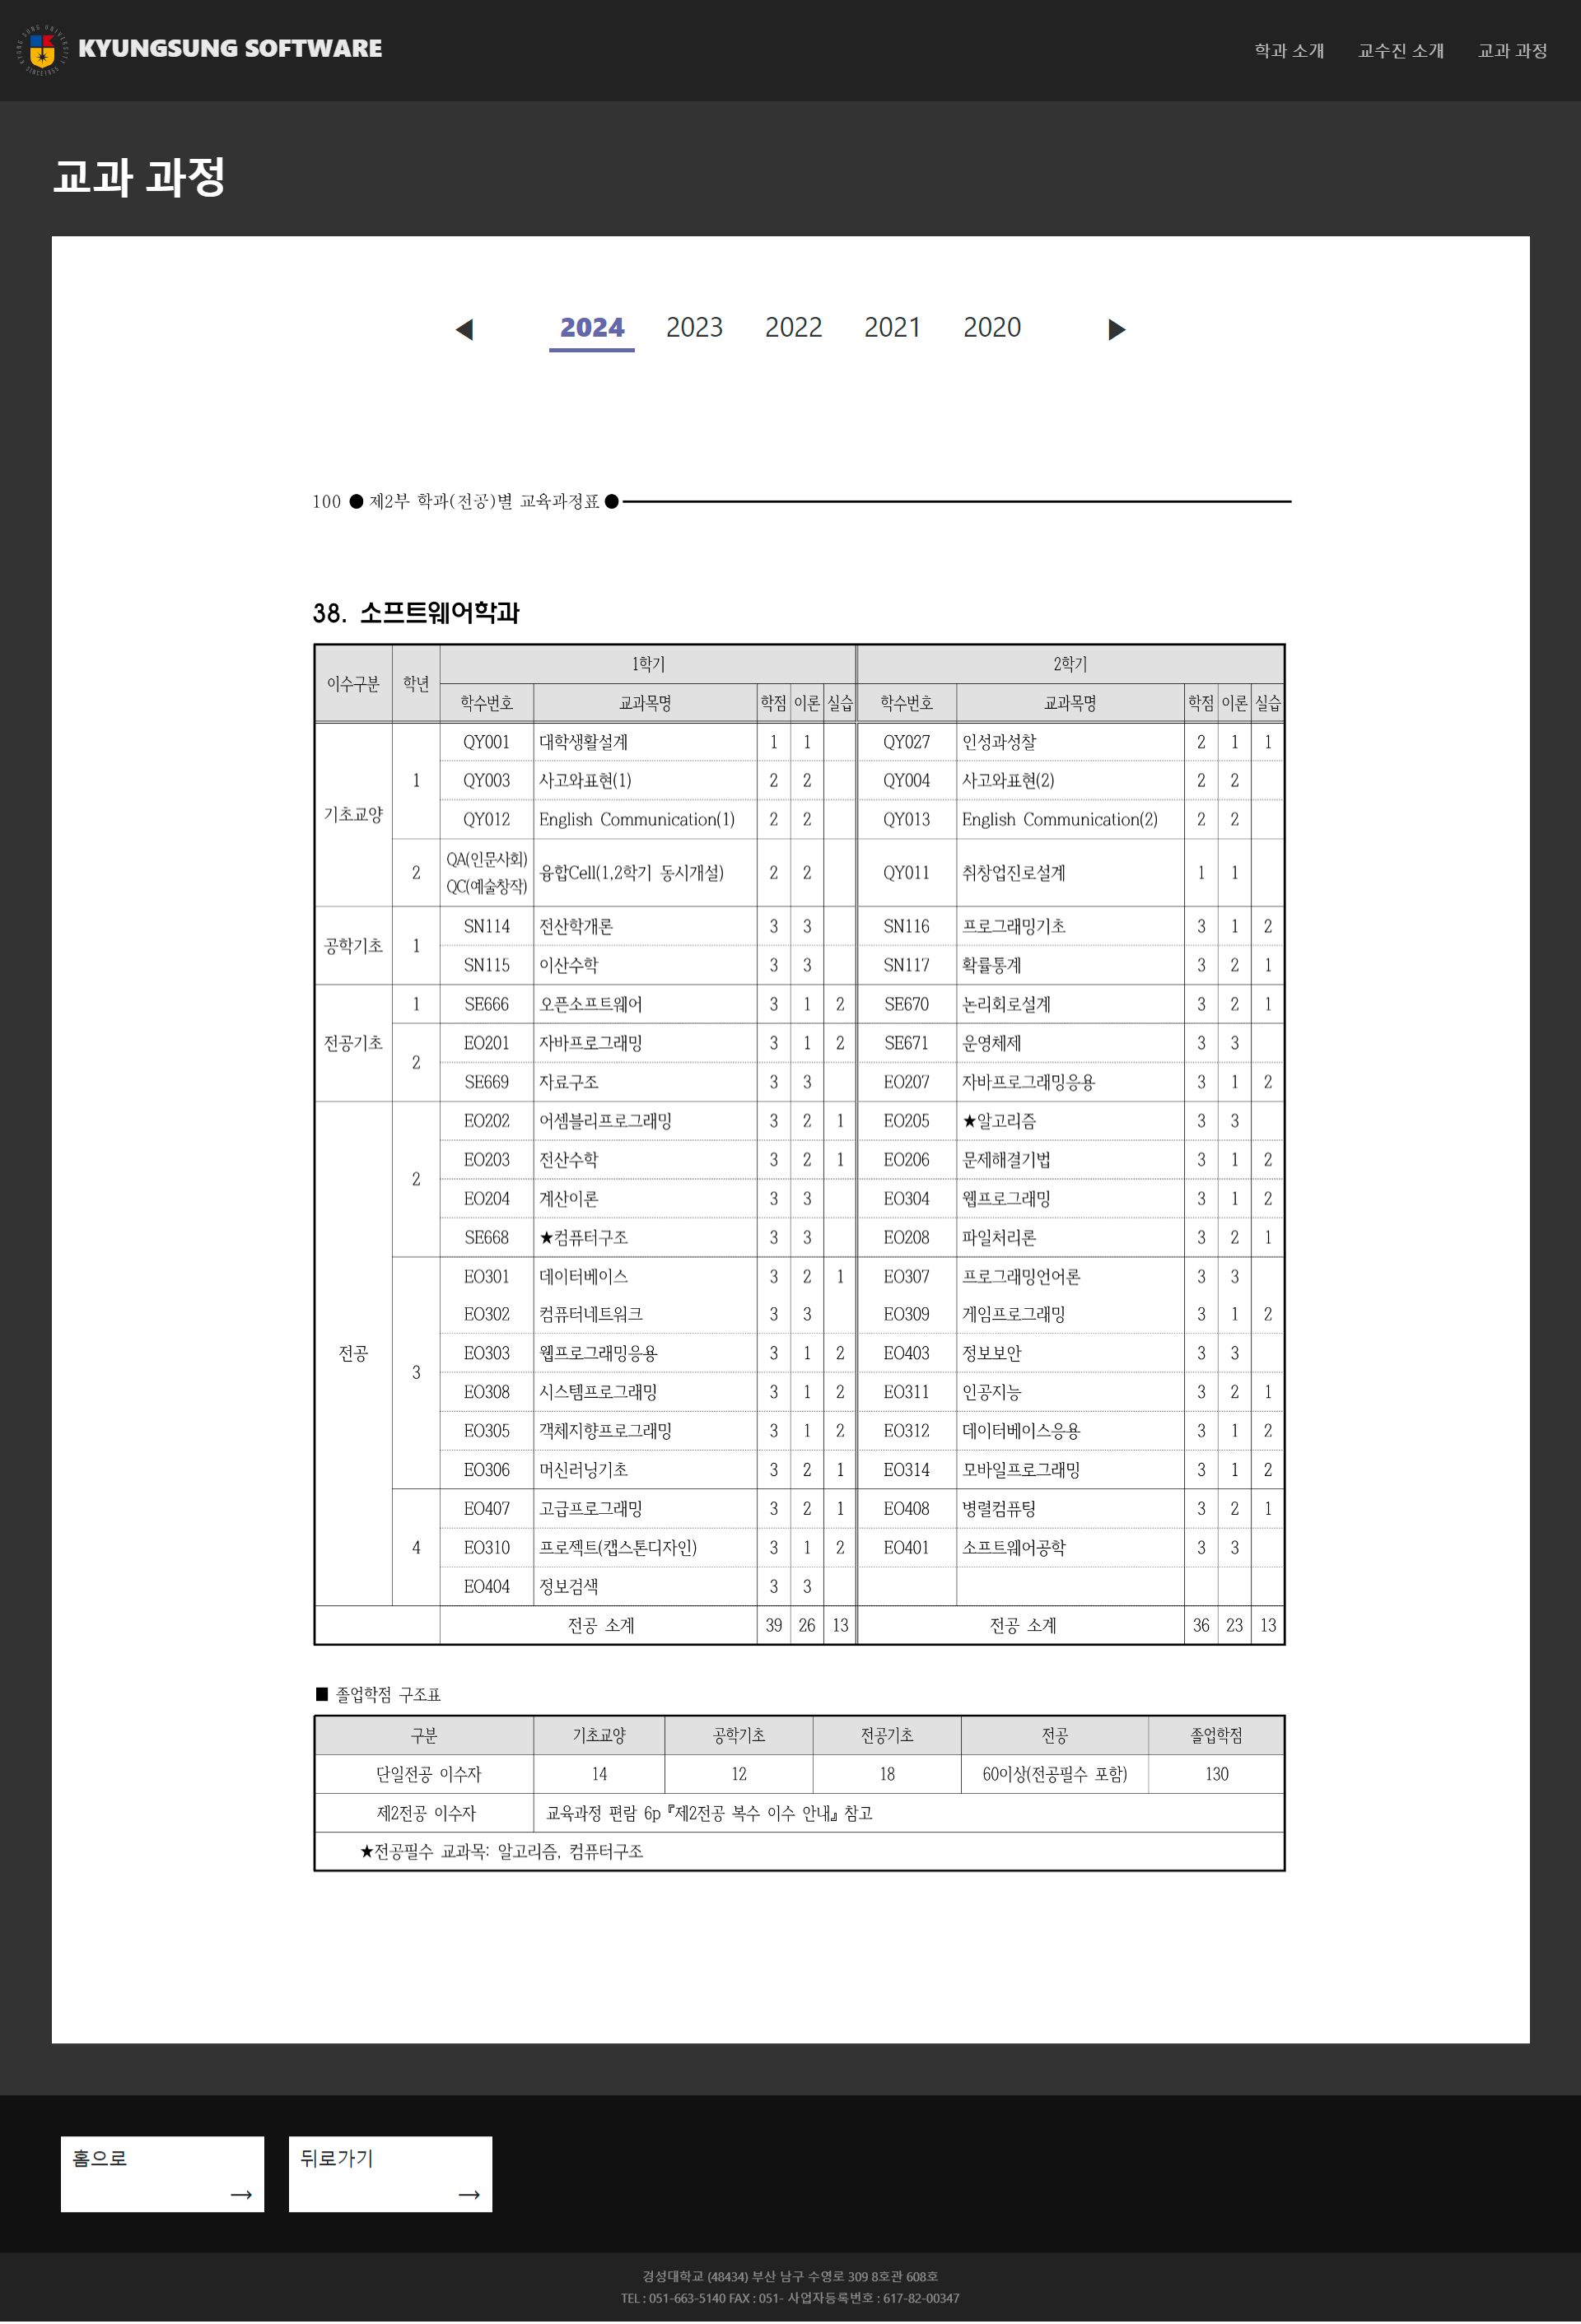 KYUNGSUNG SOFTWARE
학과 소개 교수진 소개 교과 과정
교과 과정
◀ 2024 2023 2022 2021 2020 ▶
100 ● 제2부 학과(전공)별 교육과정표 ●
38. 소프트웨어학과
이수구분 학년 1학기 2학기
학수번호 교과목명 학점 이론 실습 학수번호 교과목명 학점 이론 실습
기초교양 1 QY001 대학생활설계 1 1 QY027 인성과성찰 2 1 1
QY003 사고와표현(1) 2 2 QY004 사고와표현(2) 2 2
QY012 English Communication(1) 2 2 QY013 English Communication(2) 2 2
2 QA(인문사회) QC(예술창작) 융합Cell(1,2학기 동시개설) 2 2 QY011 취창업진로설계 1 1
공학기초 1 SN114 전산학개론 3 3 SN116 프로그래밍기초 3 1 2
SN115 이산수학 3 3 SN117 확률통계 3 2 1
전공기초 1 SE666 오픈소프트웨어 3 1 2 SE670 논리회로설계 3 2 1
2 EO201 자바프로그래밍 3 1 2 SE671 운영체제 3 3
SE669 자료구조 3 3 EO207 자바프로그래밍응용 3 1 2
전공 2 EO202 어셈블리프로그래밍 3 2 1 EO205 ★알고리즘 3 3
EO203 전산수학 3 2 1 EO206 문제해결기법 3 1 2
EO204 계산이론 3 3 EO304 웹프로그래밍 3 1 2
SE668 ★컴퓨터구조 3 3 EO208 파일처리론 3 2 1
3 EO301 데이터베이스 3 2 1 EO307 프로그래밍언어론 3 3
EO302 컴퓨터네트워크 3 3 EO309 게임프로그래밍 3 1 2
EO303 웹프로그래밍응용 3 1 2 EO403 정보보안 3 3
EO308 시스템프로그래밍 3 1 2 EO311 인공지능 3 2 1
EO305 객체지향프로그래밍 3 1 2 EO312 데이터베이스응용 3 1 2
EO306 머신러닝기초 3 2 1 EO314 모바일프로그래밍 3 1 2
4 EO407 고급프로그래밍 3 2 1 EO408 병렬컴퓨팅 3 2 1
EO310 프로젝트(캡스톤디자인) 3 1 2 EO401 소프트웨어공학 3 3
EO404 정보검색 3 3
전공 소계 39 26 13 전공 소계 36 23 13
■ 졸업학점 구조표
구분 기초교양 공학기초 전공기초 전공 졸업학점
단일전공 이수자 14 12 18 60이상(전공필수 포함) 130
제2전공 이수자 교육과정 편람 6p 『제2전공 복수 이수 안내』 참고
★전공필수 교과목: 알고리즘, 컴퓨터구조
홈으로 → 뒤로가기 →
경성대학교 (48434) 부산 남구 수영로 309 8호관 608호
TEL : 051-663-5140 FAX : 051- 사업자등록번호 : 617-82-00347